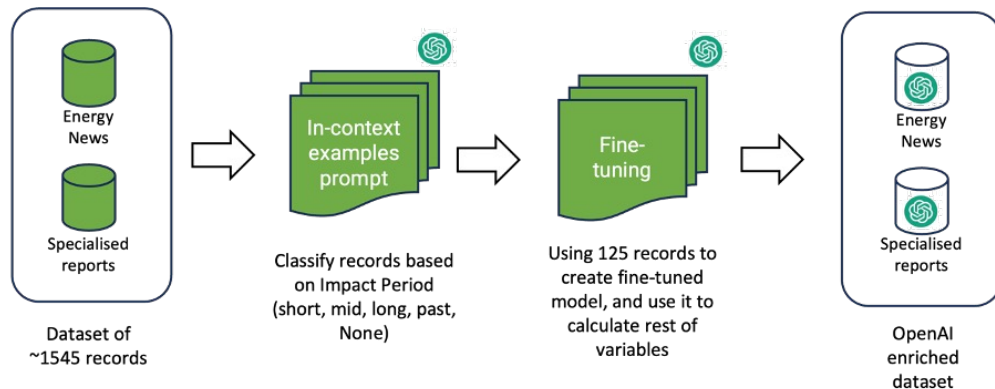 Energy
News
Specialised
reports
Dataset of
~1545 records
In-context
examples
prompt
Classify records based
on Impact Period
(short, mid, long, past,
None)
Fine-
tuning
Using 125 records to
create fine-tuned
model, and use it to
calculate rest of
variables
Energy
News
Specialised
reports
OpenAI
enriched
dataset